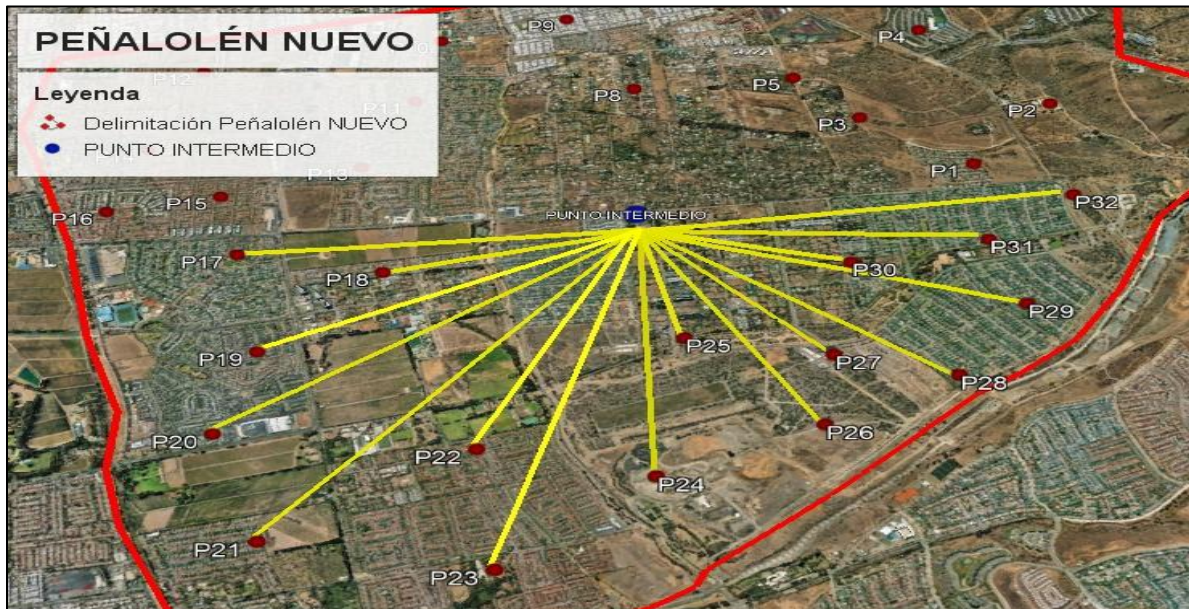 PEÑALOLÉN NUEVO
Leyenda
Delimitación Peñalolén NUEVO
PUNTO INTERMEDIO
P9
P4
P12
P8
P5
P11
P3
P2
P13
P1
P16
P15
PUNTO INTERMEDIO
P32
P17
P18
P30
P31
P29
P19
P25
P27
P28
P20
P22
P26
P24
P21
P23